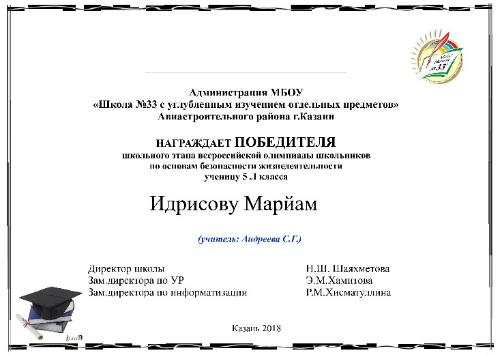 №33
Администрация МБОУ
«Школа №33 с углубленным изучением отдельных предметов»
Авиастроительного района г.Казани
НАГРАЖДАЕТ ПОБЕДИТЕЛЯ
школьного этапа всероссийской олимпиады школьников
по основам безопасности жизнедеятельности
ученицу 5 класса
Идрисову Марйам
(учитель: Андреева С.Г.)
Директор школы Н.Ш. Шаяхметова
Зам.директора по УР Э.М.Хамитова
Зам.директора по информатизации Р.М.Хисматуллина
Казань 2018